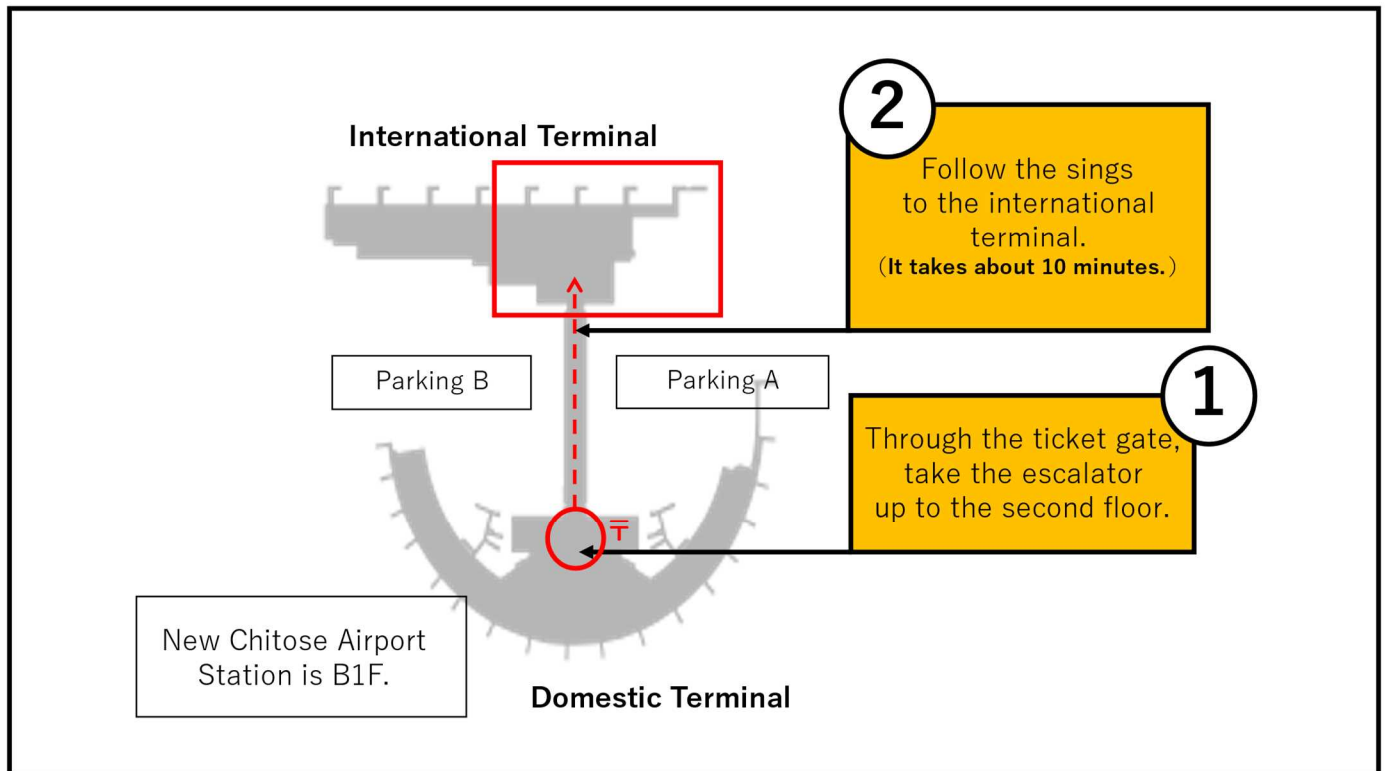 International Terminal
2
Follow the sings
to the international
terminal.
（It takes about 10 minutes.）
Parking B
Parking A
1
Through the ticket gate,
take the escalator
up to the second floor.
〒
New Chitose Airport
Station is B1F.
Domestic Terminal